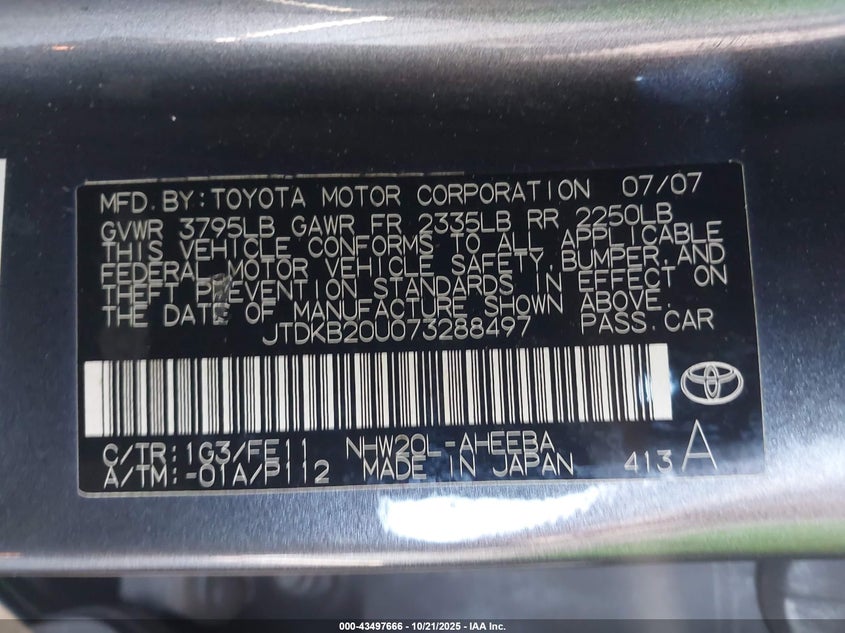 MFD. BY: TOYOTA MOTOR CORPORATION 07/07
GVWR 3795LB GAWR FR 2335LB RR 2250LB
THIS VEHICLE CONFORMS TO ALL APPLICABLE
FEDERAL MOTOR VEHICLE SAFETY, BUMPER, AND
THEFT PREVENTION STANDARDS IN EFFECT ON
THE DATE OF MANUFACTURE SHOWN ABOVE.
JTDKB20U073288497 PASS. CAR
C/TR: 1G3/FE11 NHW20L-AHEEBA
A/TM: -01A/P112 MADE IN JAPAN 413 A
000-43497666 - 10/21/2025 - IAA Inc.